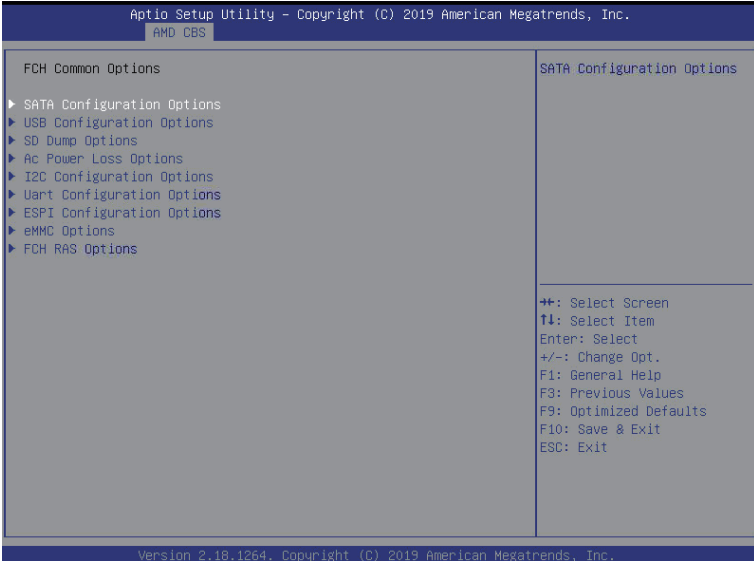 Aptio Setup Utility – Copyright (C) 2019 American Megatrends, Inc.
AMD CBS
FCH Common Options
SATA Configuration Options
USB Configuration Options
SD Dump Options
Ac Power Loss Options
I2C Configuration Options
Uart Configuration Options
ESPI Configuration Options
eMMC Options
FCH RAS Options
SATA Configuration Options
→←: Select Screen
↑↓: Select Item
Enter: Select
+/-: Change Opt.
F1: General Help
F3: Previous Values
F9: Optimized Defaults
F10: Save & Exit
ESC: Exit
Version 2.18.1264. Copyright (C) 2019 American Megatrends, Inc.